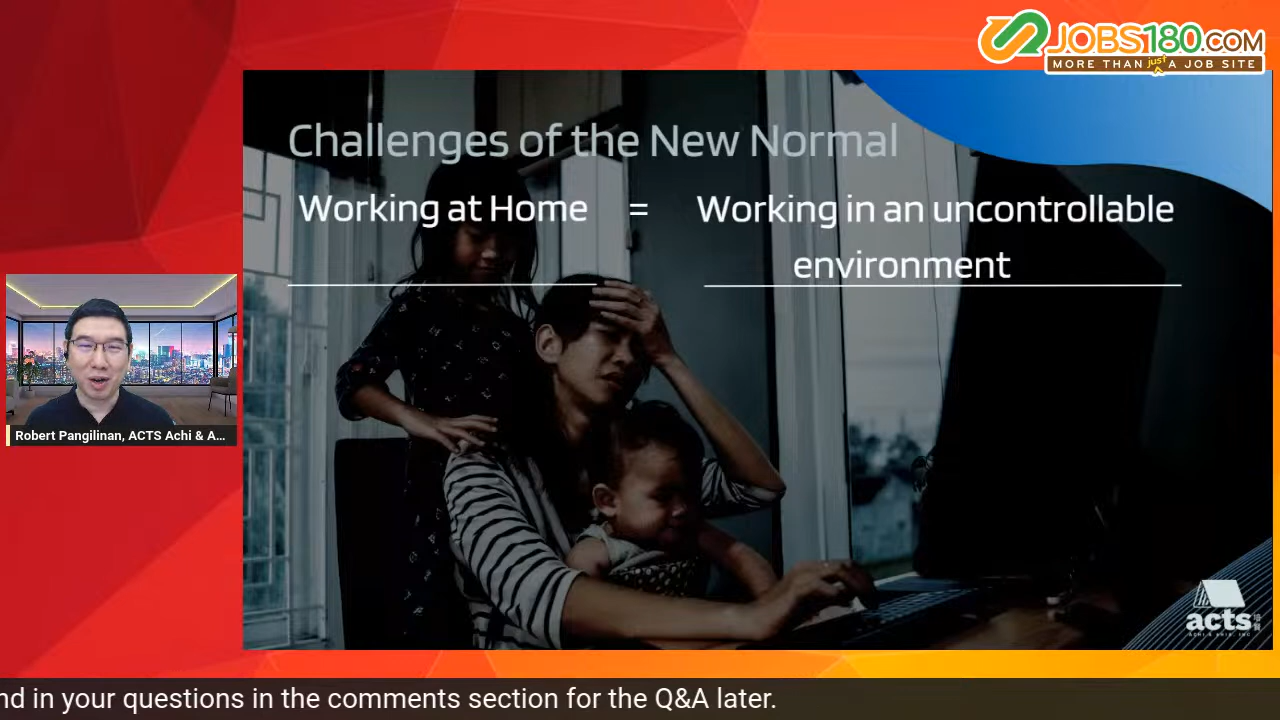 JOBS180.COM
MORE THAN just A JOB SITE
Challenges of the New Normal
Working at Home = Working in an uncontrollable
environment
Robert Pangilinan, ACTS Achi & A...
acts
nd in your questions in the comments section for the Q&A later.